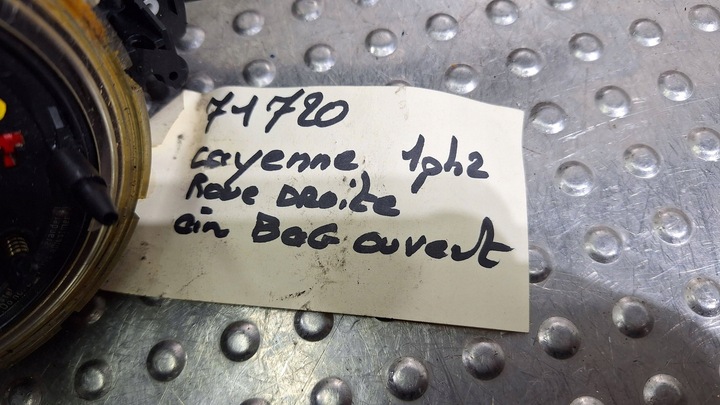 71720
cayenne 1ph2
Roue DROite
air BaG ouvert